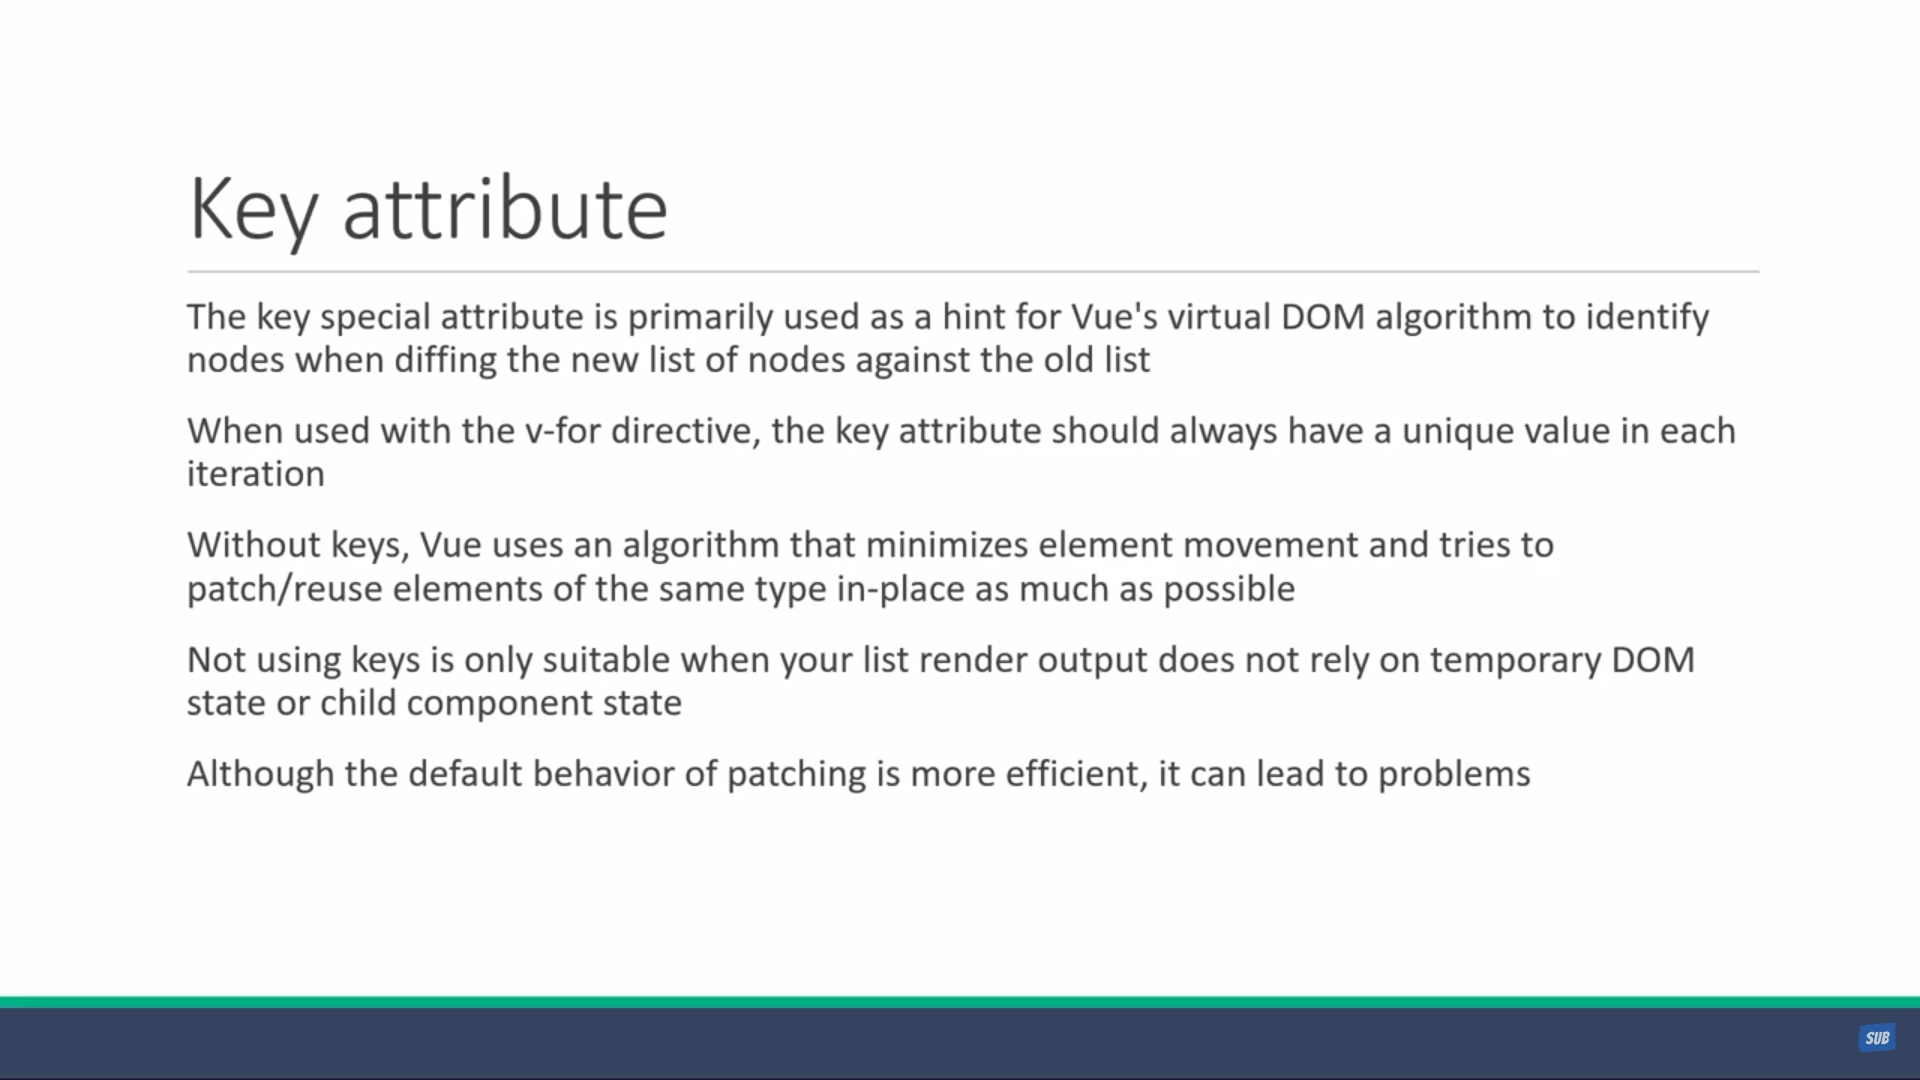 Key attribute
The key special attribute is primarily used as a hint for Vue's virtual DOM algorithm to identify
nodes when diffing the new list of nodes against the old list
When used with the v-for directive, the key attribute should always have a unique value in each
iteration
Without keys, Vue uses an algorithm that minimizes element movement and tries to
patch/reuse elements of the same type in-place as much as possible
Not using keys is only suitable when your list render output does not rely on temporary DOM
state or child component state
Although the default behavior of patching is more efficient, it can lead to problems
SUB